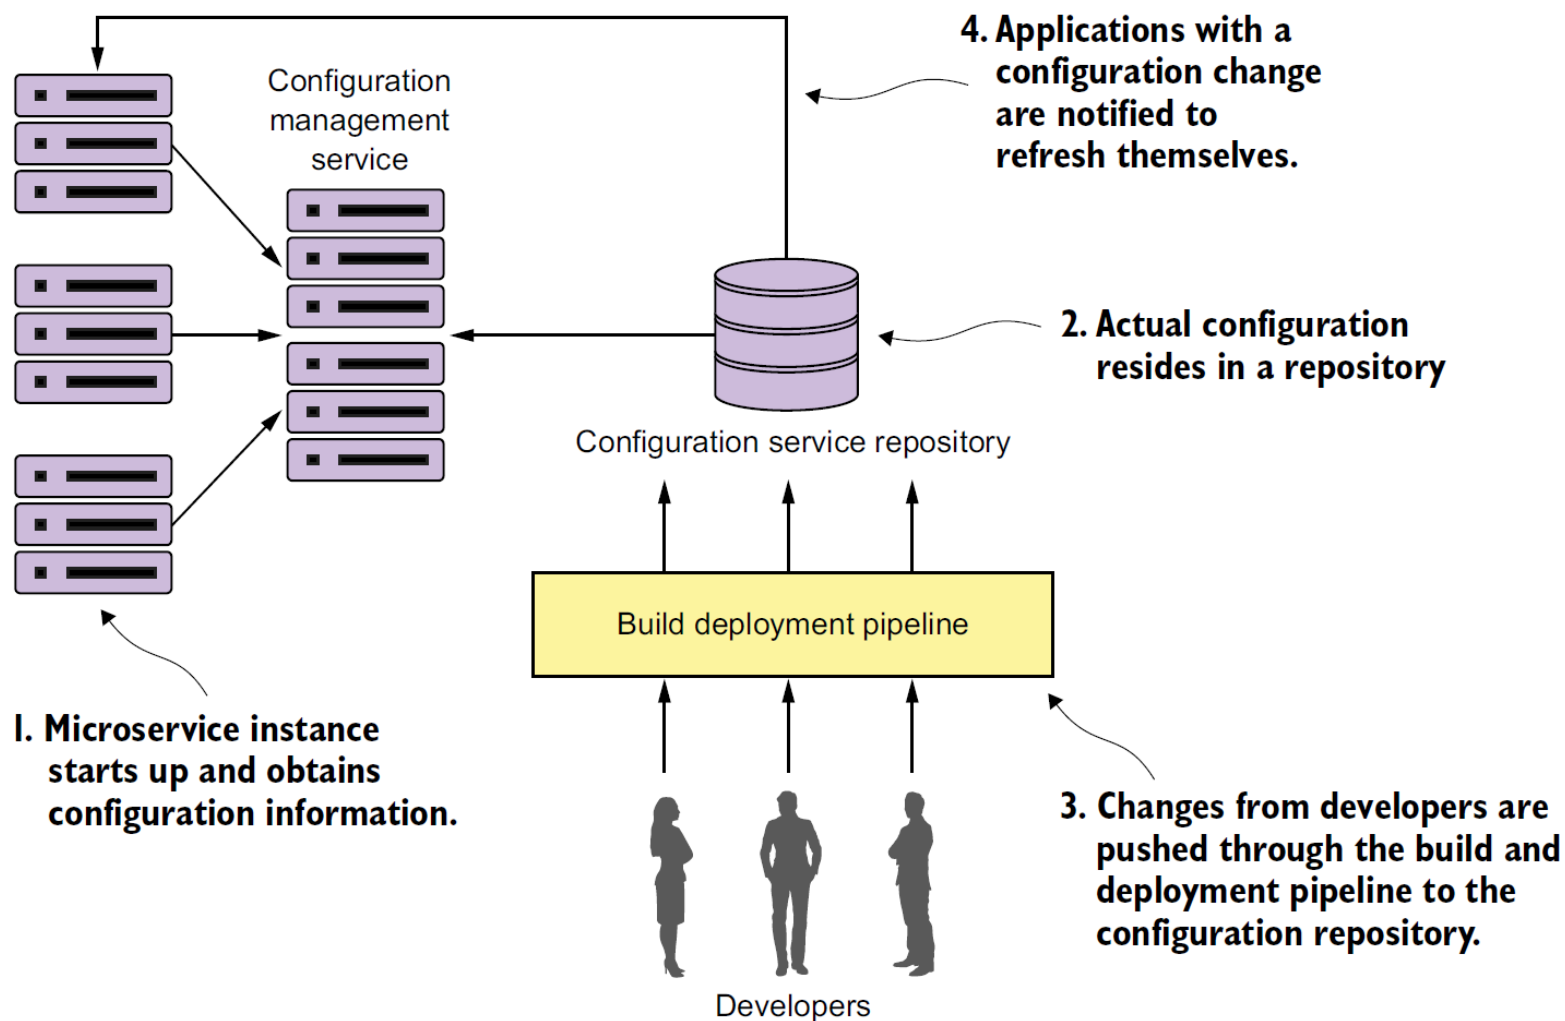 4. Applications with a
configuration change
are notified to
refresh themselves.
Configuration
management
service
2. Actual configuration
resides in a repository
Configuration service repository
Build deployment pipeline
1. Microservice instance
starts up and obtains
configuration information.
3. Changes from developers are
pushed through the build and
deployment pipeline to the
configuration repository.
Developers